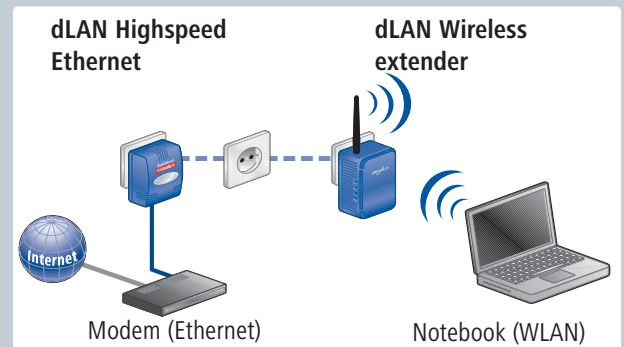 dLAN Highspeed
Ethernet
dLAN Wireless
extender
Internet
Modem (Ethernet)
Notebook (WLAN)